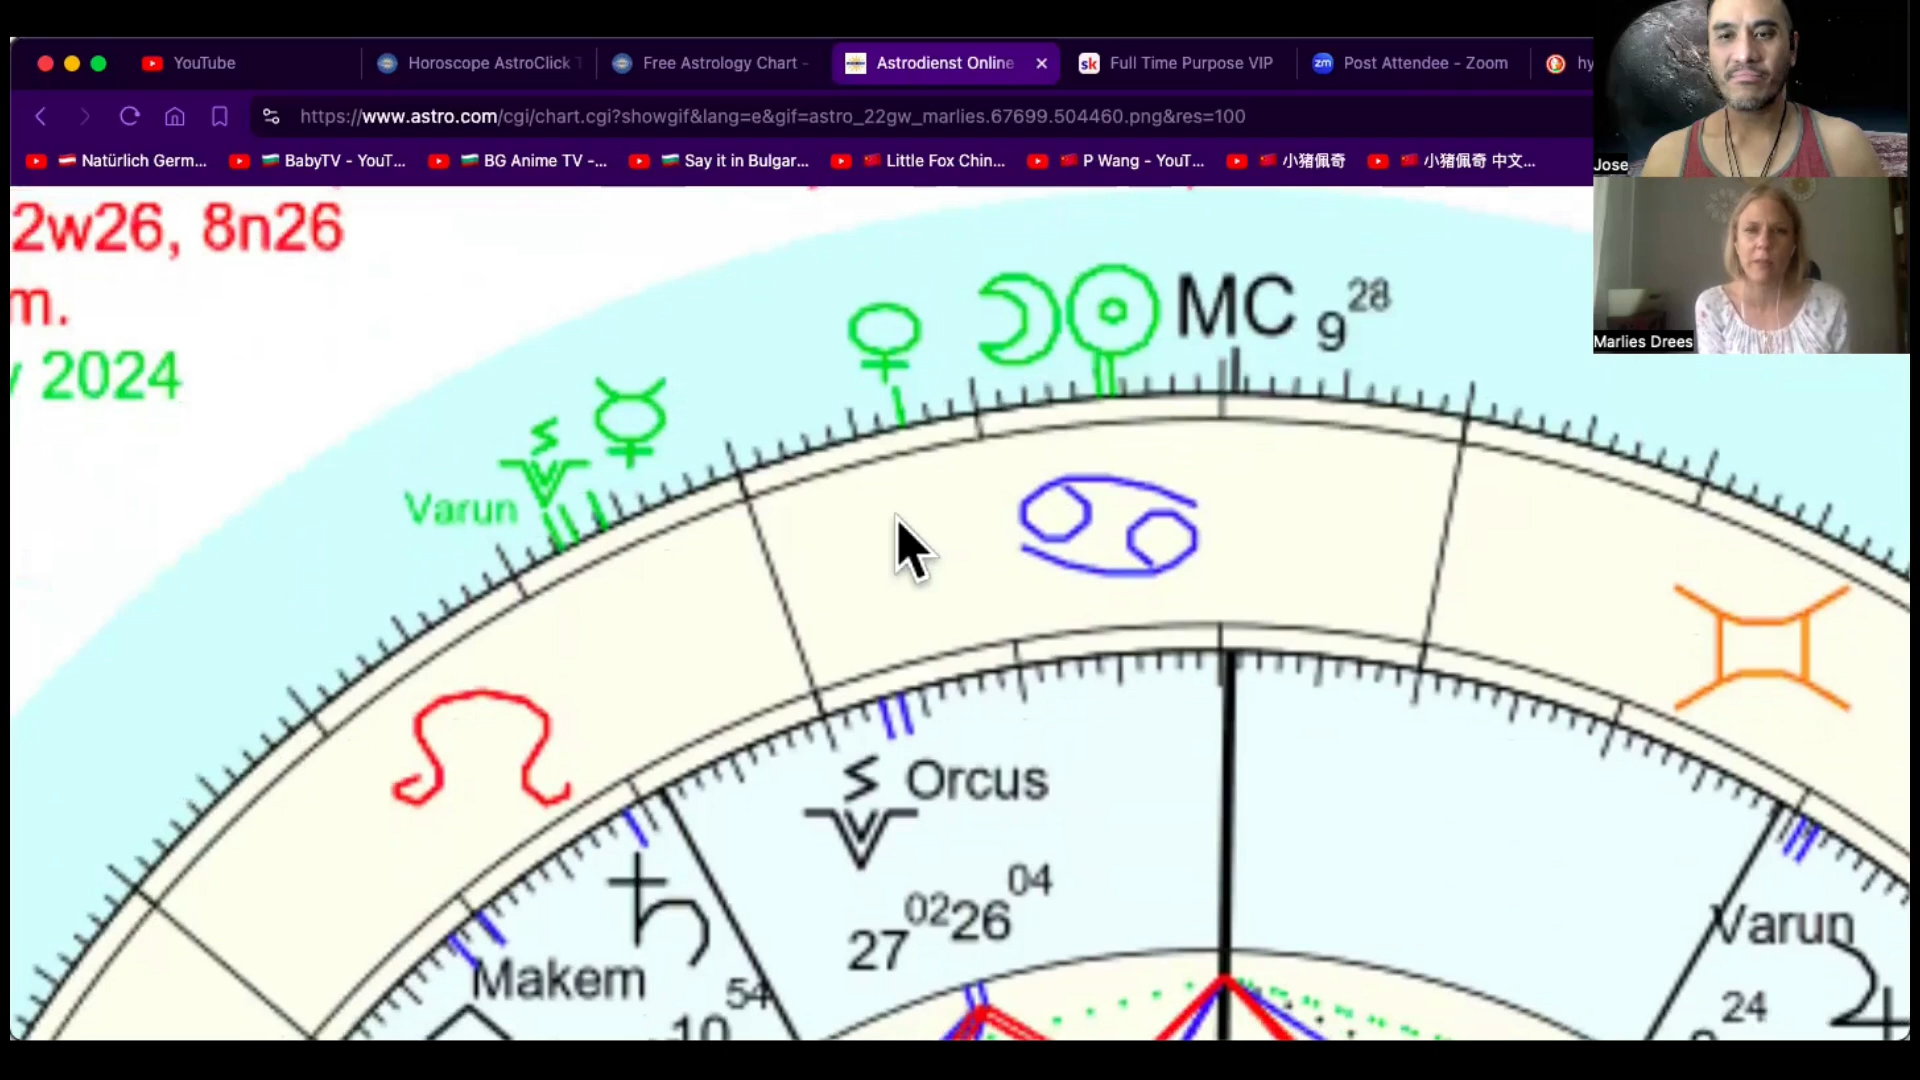 YouTube
Horoscope AstroClick T
Free Astrology Chart -
Astrodienst Online
Full Time Purpose VIP
zm
Post Attendee - Zoom
hy
sk
https://www.astro.com/cgi/chart.cgi?showgif&lang=e&gif=astro_22gw_marlies.67699.504460.png&res=100
Natürlich Germ...
BabyTV - YouT...
BG Anime TV -...
Say it in Bulgar...
Little Fox Chin...
P Wang - YouT...
小猪佩奇
小猪佩奇 中文...
Jose
Marlies Drees
2w26, 8n26
m.
2024
MC 9 28
Varun
Orcus
27 02 26 04
Makem
54
10
Varun
24